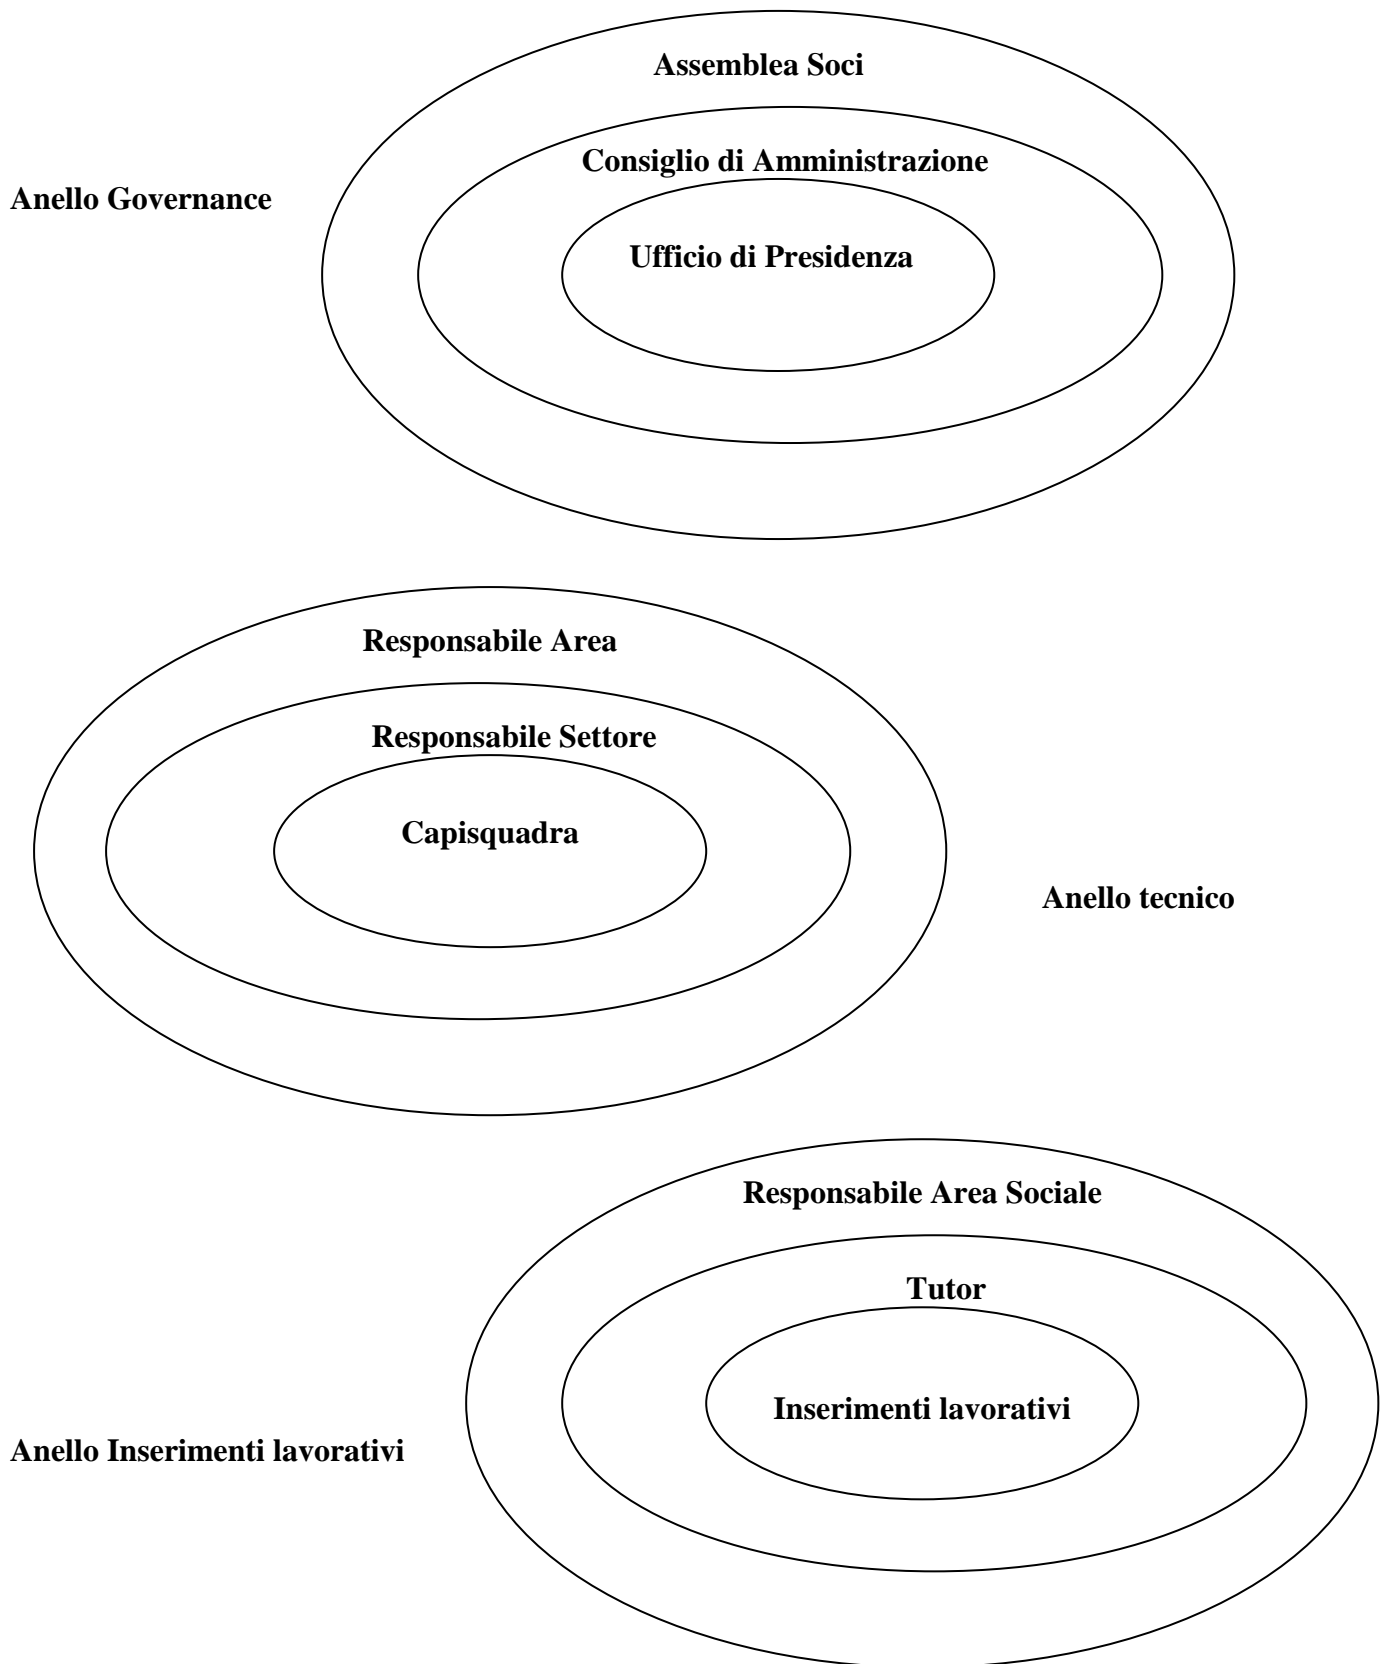 Assemblea Soci
Consiglio di Amministrazione
Anello Governance
Ufficio di Presidenza
Responsabile Area
Responsabile Settore
Capisquadra
Anello tecnico
Responsabile Area Sociale
Tutor
Inserimenti lavorativi
Anello Inserimenti lavorativi